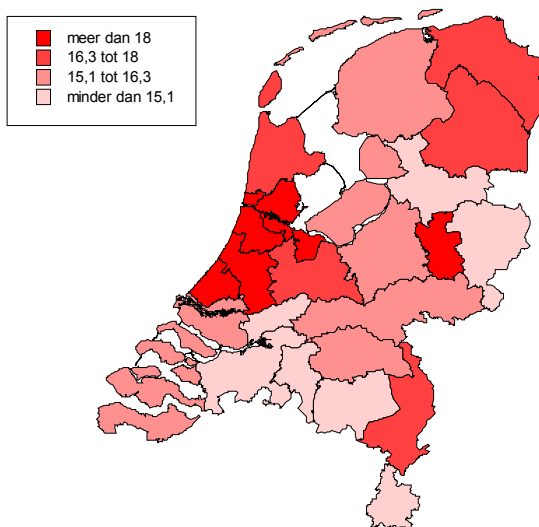 meer dan 18
16,3 tot 18
15,1 tot 16,3
minder dan 15,1